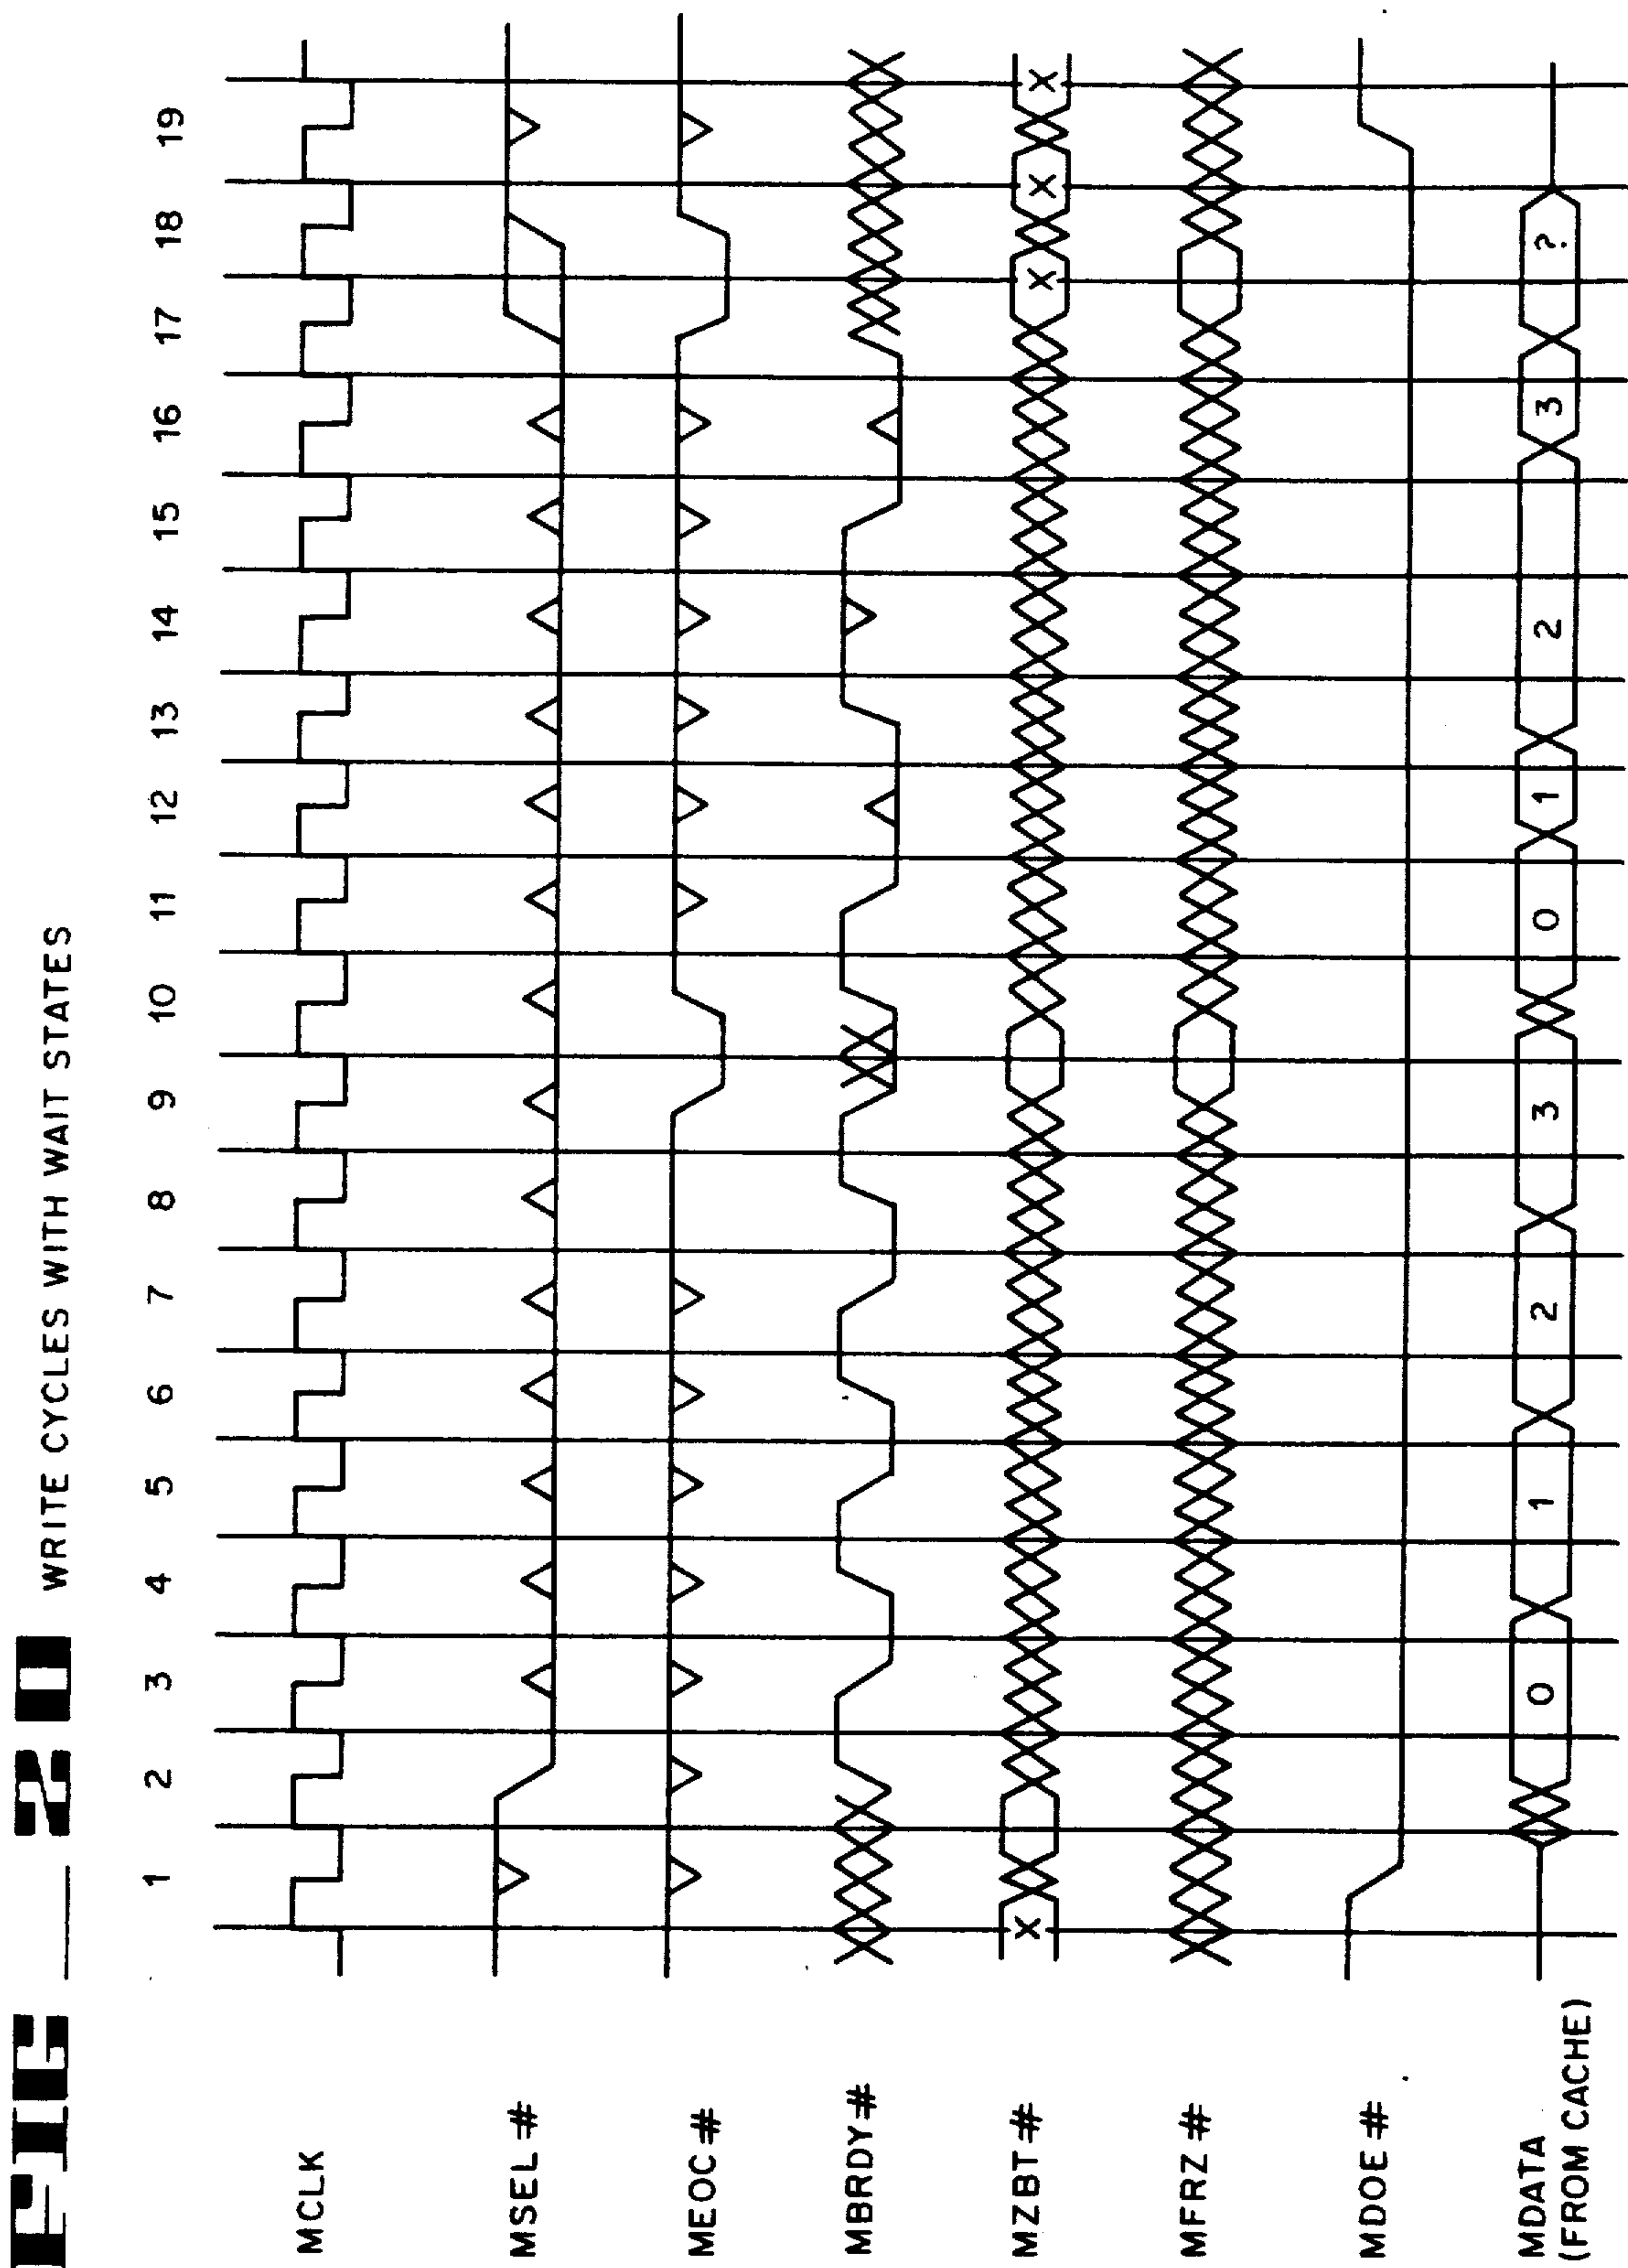 FIG_20 WRITE CYCLES WITH WAIT STATES
1 2 3 4 5 6 7 8 9 10 11 12 13 14 15 16 17 18 19
MCLK
MSEL#
MEOC#
MBRDY#
MZBT# X X X X
MFRZ#
MDOE#
MDATA 0 1 2 3 0 1 2 3 ?
(FROM CACHE)